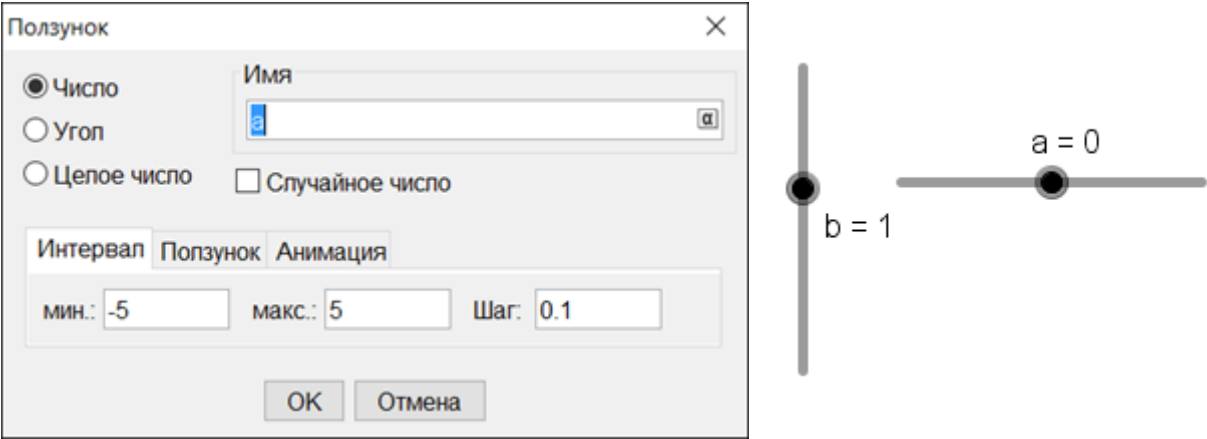 Ползунок
Число
Угол
Целое число
Имя
a
α
Случайное число
Интервал Ползунок Анимация
мин.: -5 макс.: 5 Шаг: 0.1
OK Отмена
a = 0
b = 1